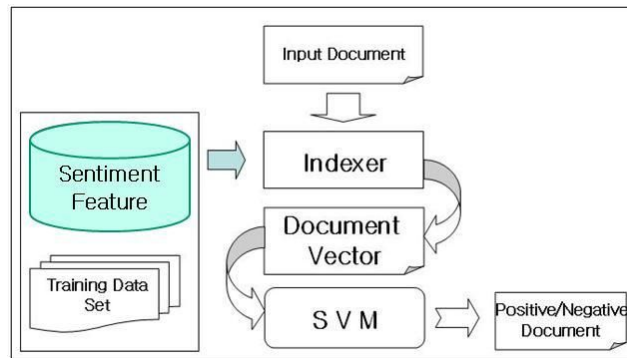 Input Document
Sentiment
Feature
Indexer
Document
Vector
Training Data
Set
S V M
Positive/Negative
Document